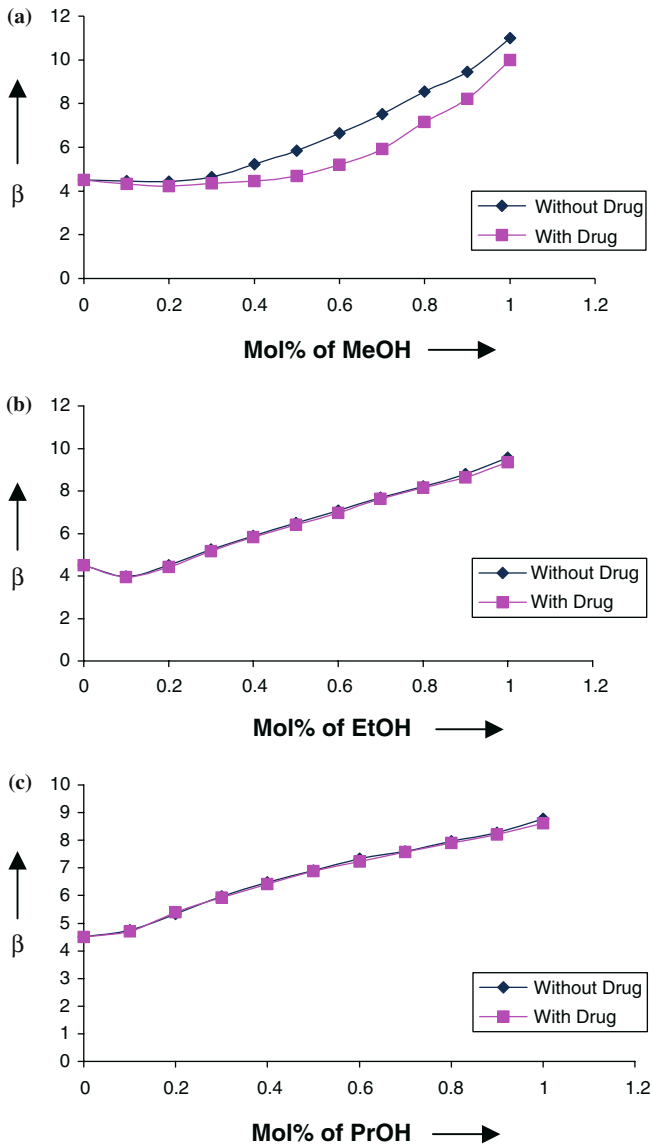 (a)
12
10
8
6
4
2
0
β
Without Drug
With Drug
0 0.2 0.4 0.6 0.8 1 1.2
Mol% of MeOH
(b)
12
10
8
6
4
2
0
β
Without Drug
With Drug
0 0.2 0.4 0.6 0.8 1 1.2
Mol% of EtOH
(c)
10
9
8
7
6
5
4
3
2
1
0
β
Without Drug
With Drug
0 0.2 0.4 0.6 0.8 1 1.2
Mol% of PrOH